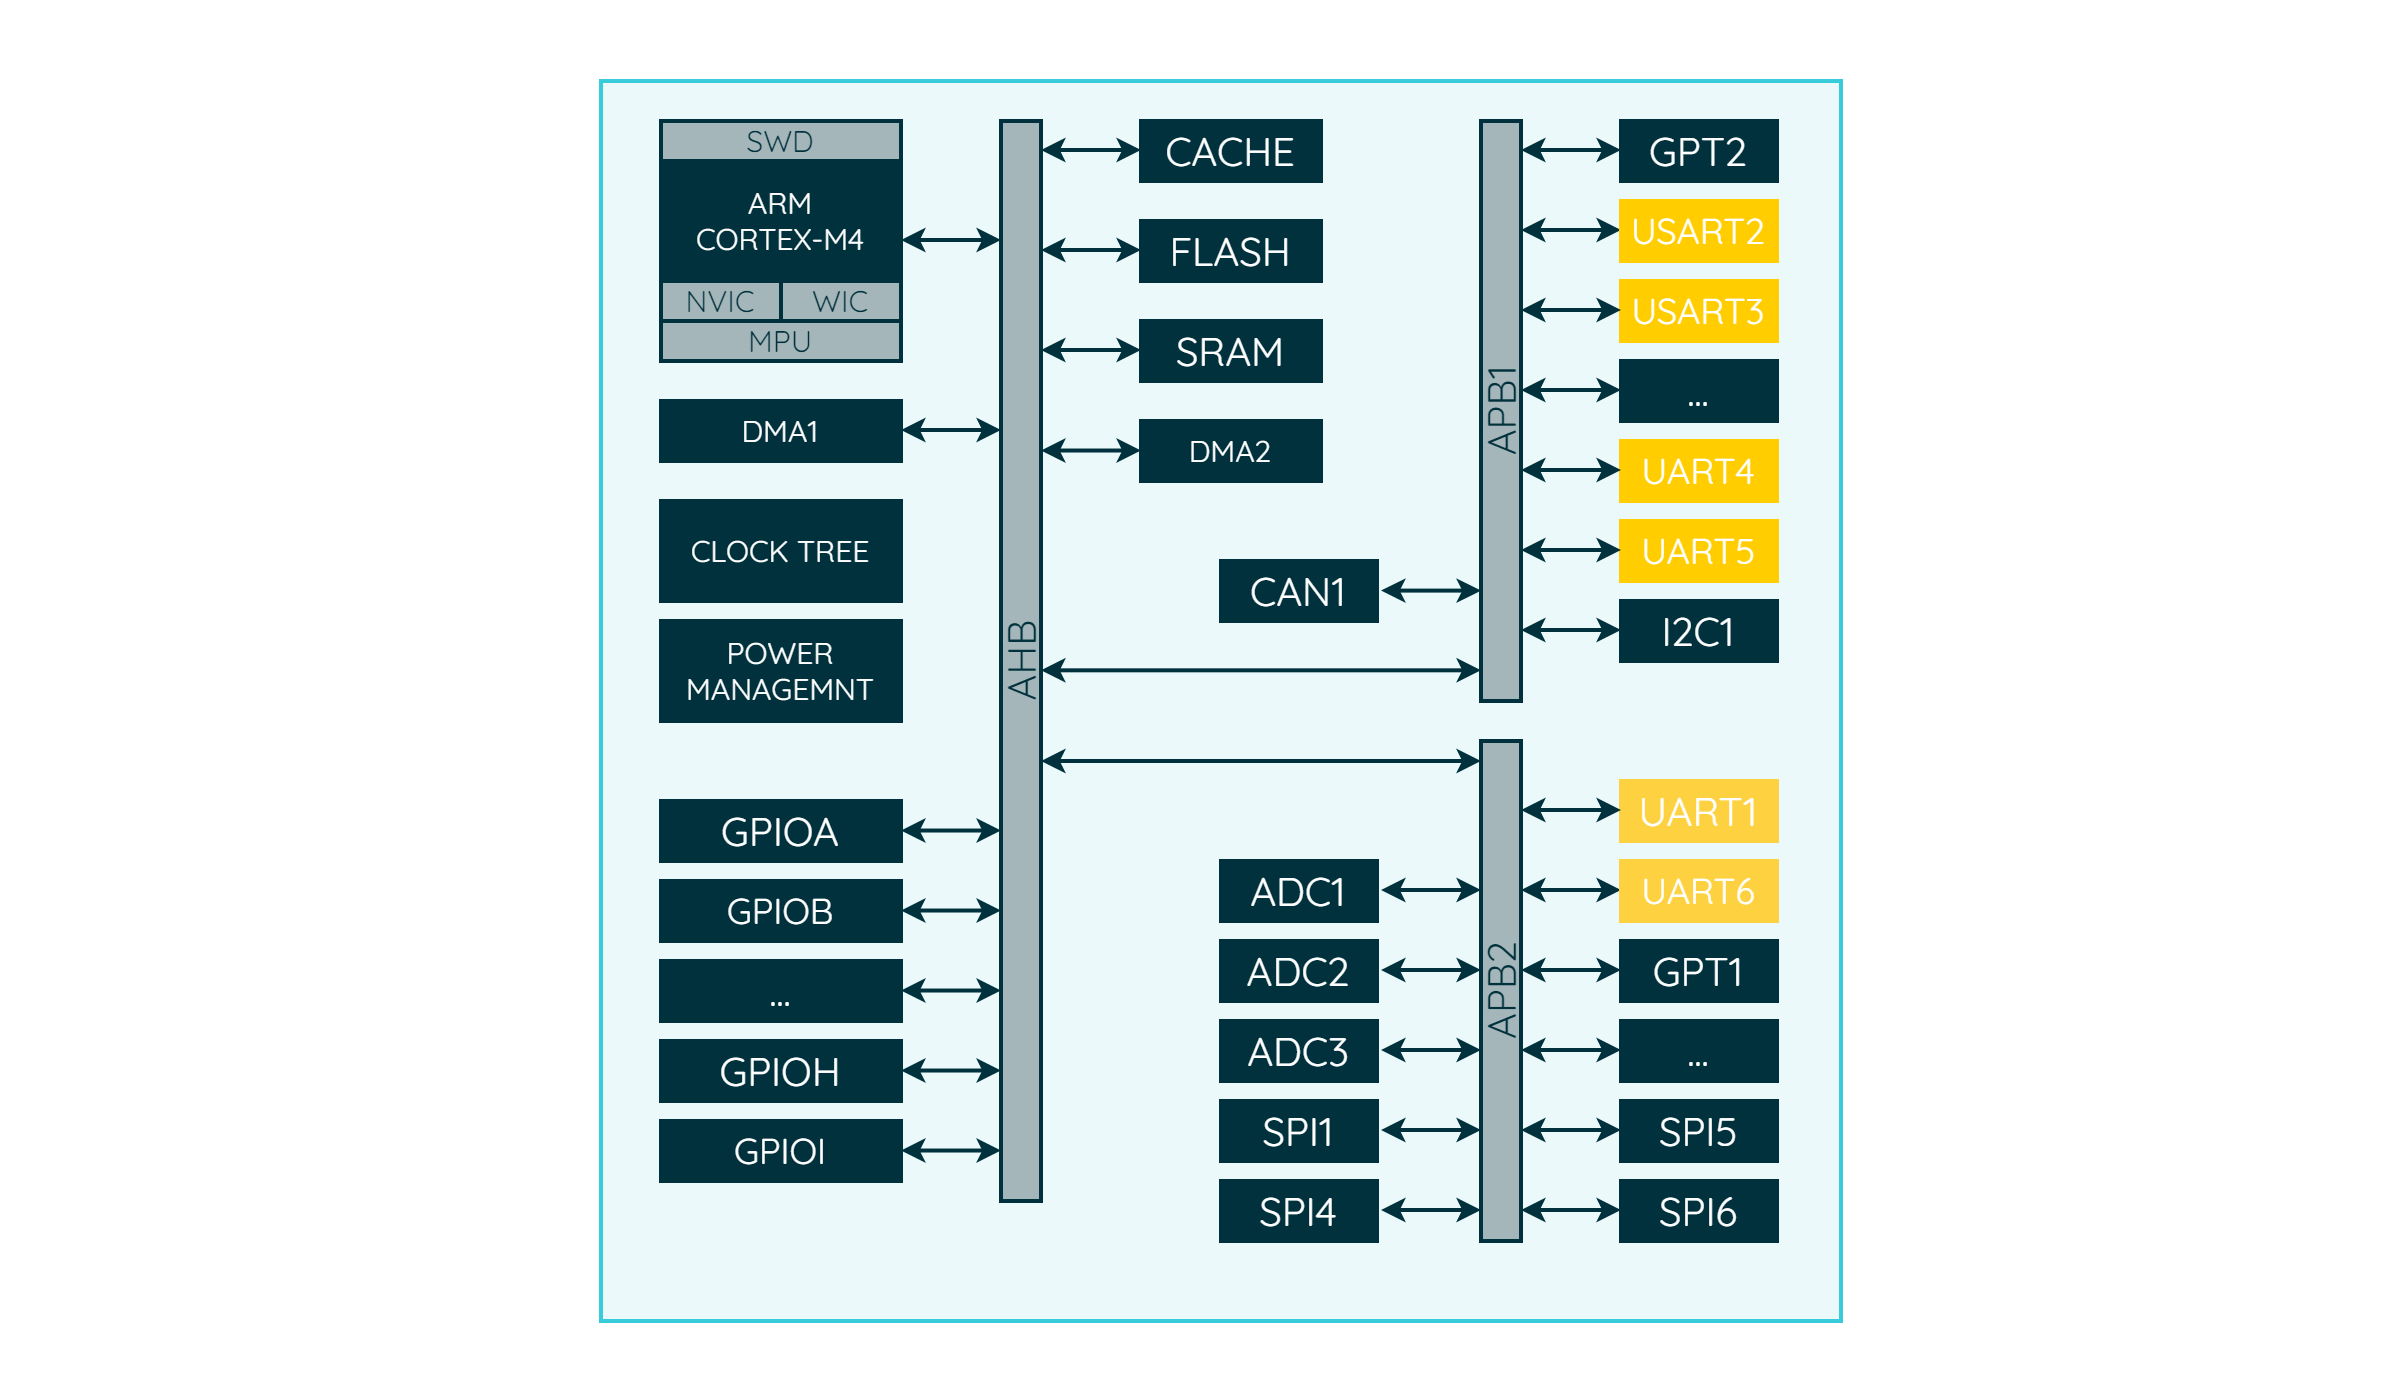 SWD
ARM
CORTEX-M4
NVIC
WIC
MPU
DMA1
CLOCK TREE
POWER
MANAGEMNT
GPIOA
GPIOB
...
GPIOH
GPIOI
AHB
CACHE
FLASH
SRAM
DMA2
CAN1
APB1
GPT2
USART2
USART3
...
UART4
UART5
I2C1
ADC1
ADC2
ADC3
SPI1
SPI4
APB2
UART1
UART6
GPT1
...
SPI5
SPI6